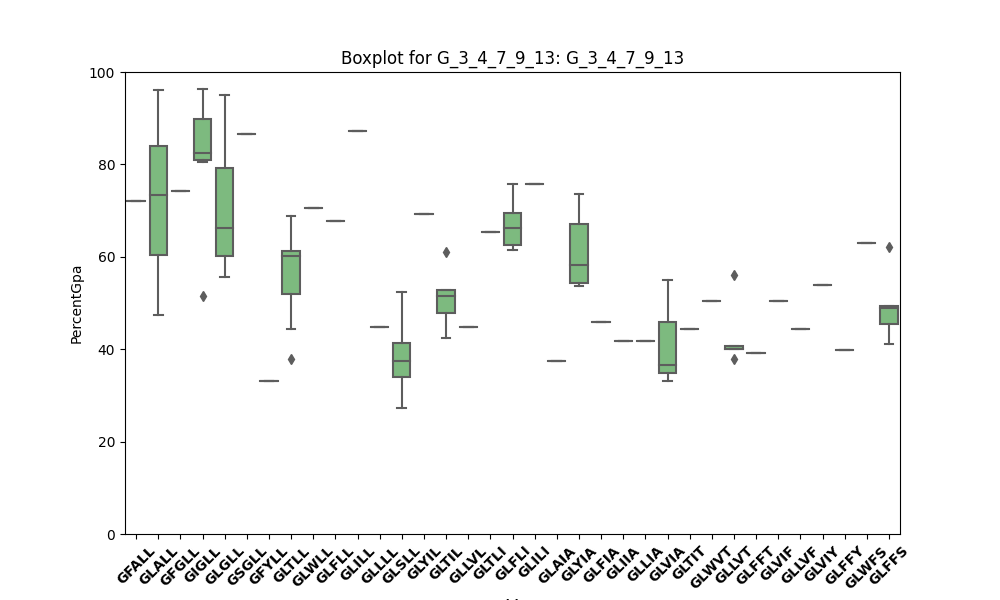 Boxplot for G_3_4_7_9_13: G_3_4_7_9_13
PercentGpa
100
80
60
40
20
0
GFALL
GLALL
GFGLL
GIGLL
GLGLL
GSGLL
GFYLL
GLTLL
GLWLL
GLFLL
GLILL
GLLLL
GLSLL
GLYIL
GLTIL
GLLVL
GLTLI
GLFLI
GLILI
GLAIA
GLYIA
GLFIA
GLIIA
GLLIA
GLVIA
GLTIT
GLWVT
GLLVT
GLFFT
GLVIF
GLLVF
GLVIY
GLFFY
GLWFS
GLFFS